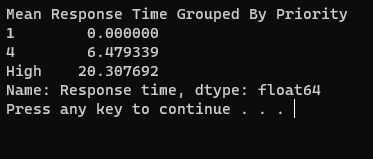 Mean Response Time Grouped By Priority
1        0.000000
4        6.479339
High    20.307692
Name: Response time, dtype: float64
Press any key to continue . . .